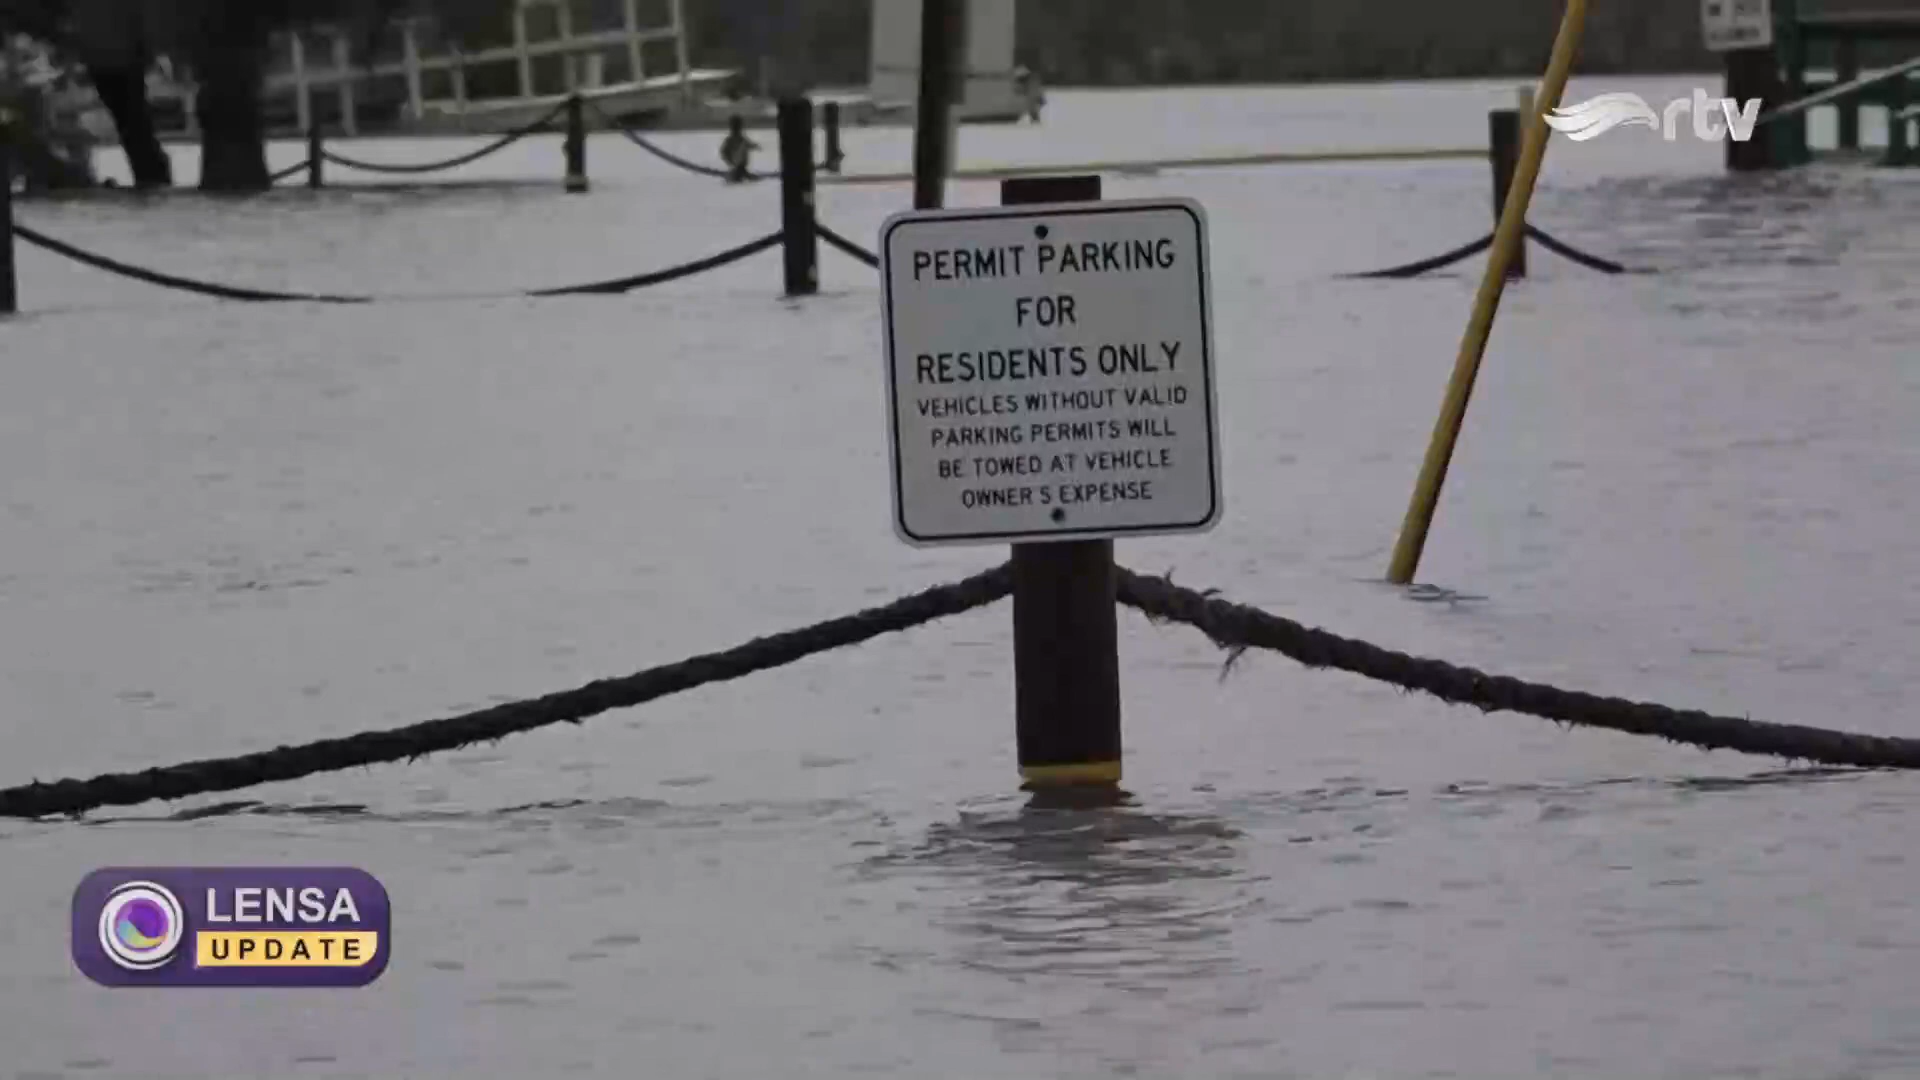 rtv
PERMIT PARKING
FOR
RESIDENTS ONLY
VEHICLES WITHOUT VALID
PARKING PERMITS WILL
BE TOWED AT VEHICLE
OWNER'S EXPENSE
LENSA
UPDATE